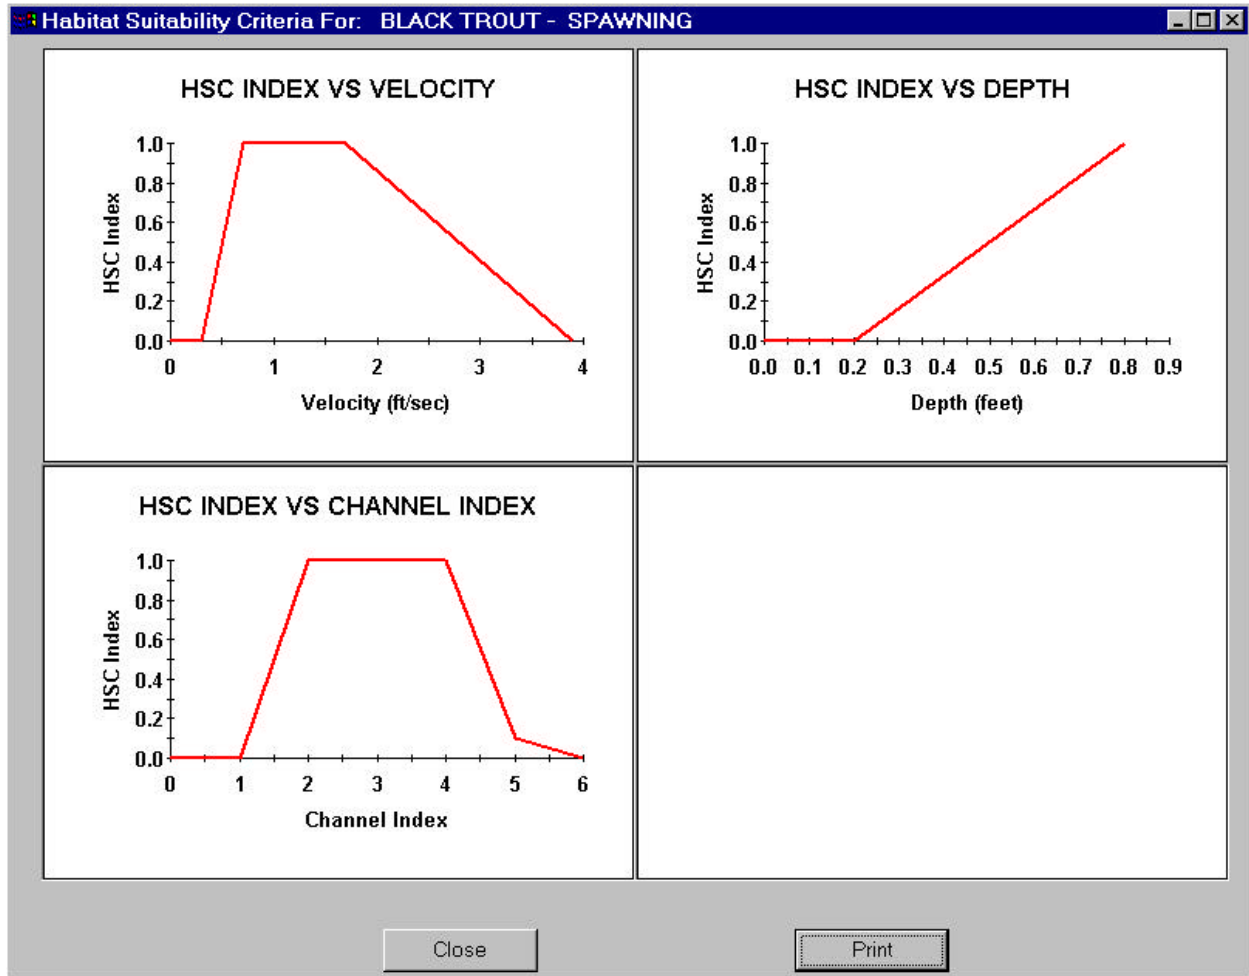 Habitat Suitability Criteria For: BLACK TROUT - SPAWNING
HSC INDEX VS VELOCITY
1.0
0.8
0.6
0.4
0.2
0.0
HSC Index
0 1 2 3 4
Velocity (ft/sec)
HSC INDEX VS DEPTH
1.0
0.8
0.6
0.4
0.2
0.0
HSC Index
0.0 0.1 0.2 0.3 0.4 0.5 0.6 0.7 0.8 0.9
Depth (feet)
HSC INDEX VS CHANNEL INDEX
1.0
0.8
0.6
0.4
0.2
0.0
HSC Index
0 1 2 3 4 5 6
Channel Index
Close Print